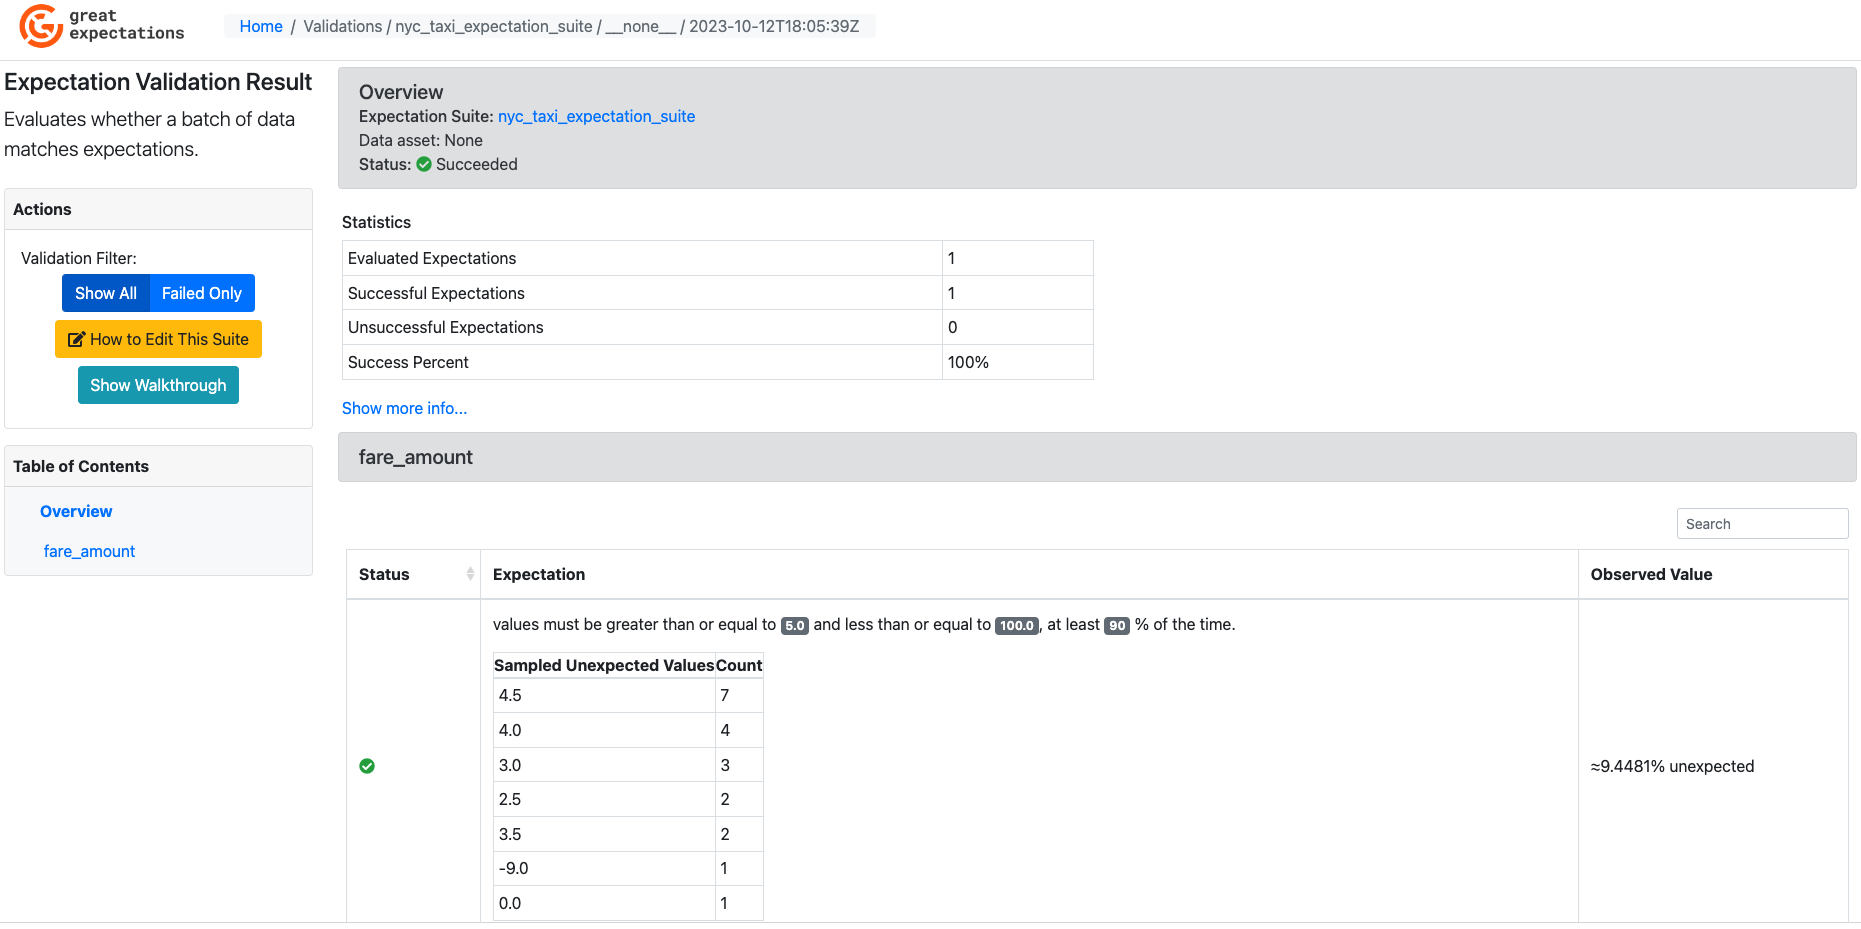 great
expectations
Home / Validations / nyc_taxi_expectation_suite / __none__ / 2023-10-12T18:05:39Z
Expectation Validation Result
Evaluates whether a batch of data
matches expectations.
Actions
Validation Filter:
Show All Failed Only
How to Edit This Suite
Show Walkthrough
Table of Contents
Overview
fare_amount
Overview
Expectation Suite: nyc_taxi_expectation_suite
Data asset: None
Status: Succeeded
Statistics
Evaluated Expectations 1
Successful Expectations 1
Unsuccessful Expectations 0
Success Percent 100%
Show more info...
fare_amount
Search
Status Expectation Observed Value
values must be greater than or equal to 5.0 and less than or equal to 100.0, at least 90 % of the time.
Sampled Unexpected Values Count
4.5 7
4.0 4
3.0 3
≈9.4481% unexpected
2.5 2
3.5 2
-9.0 1
0.0 1